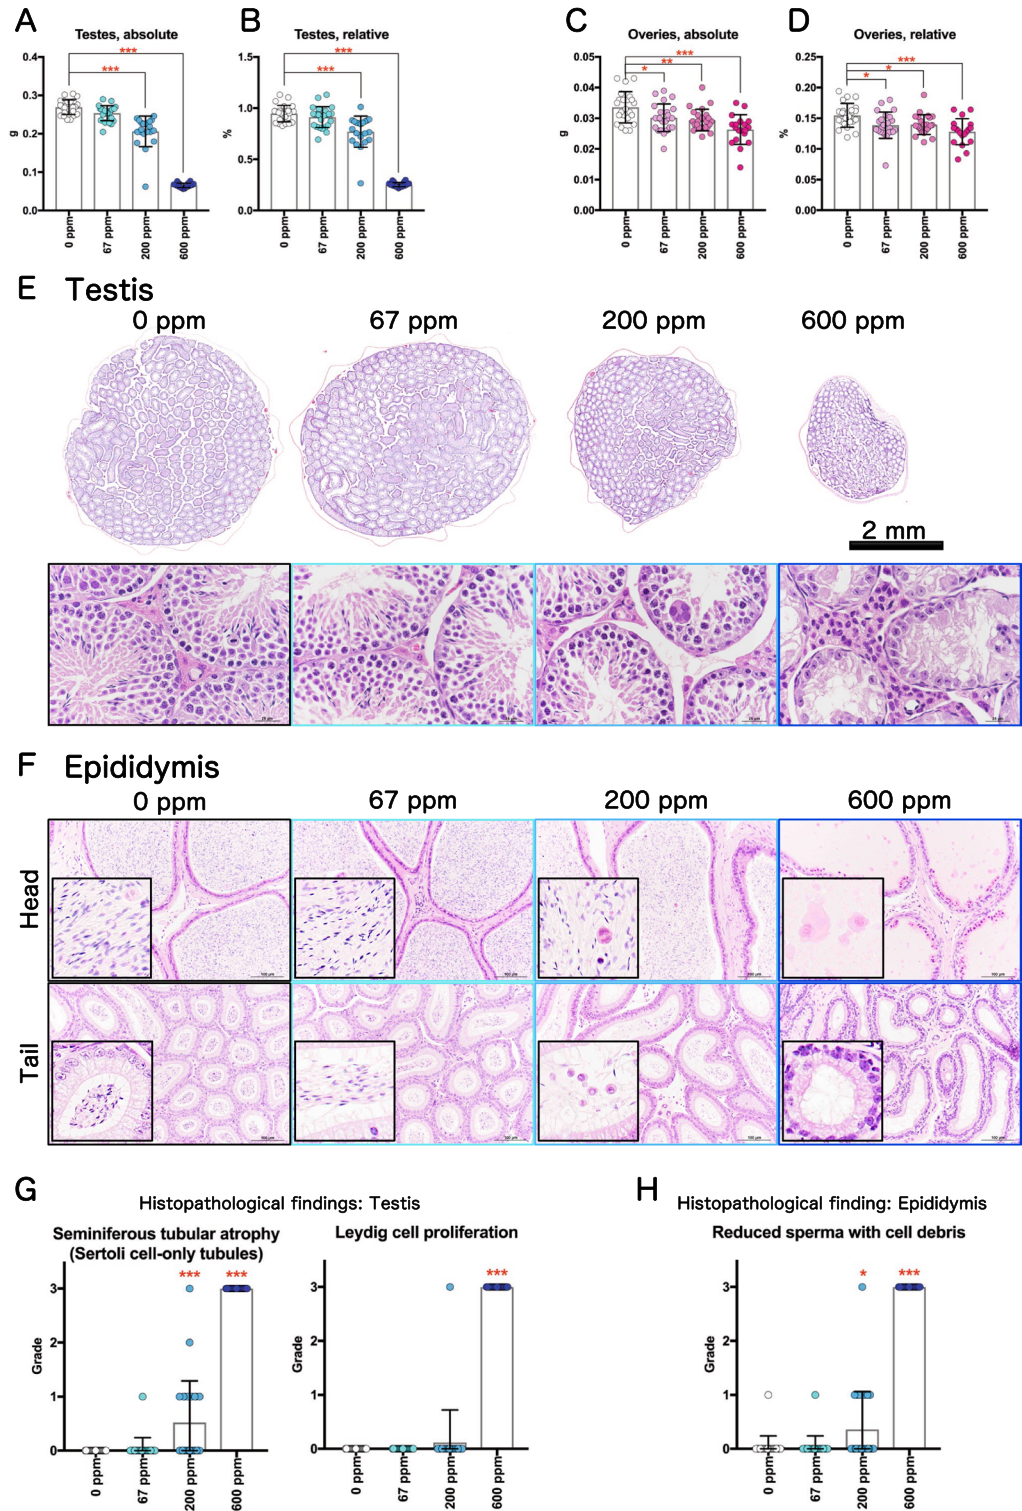 A
B
C
D
Testes, absolute
Testes, relative
Overies, absolute
Overies, relative
***
***
0.4
0.3
0.2
0.1
0.0
g
0 ppm
67 ppm
200 ppm
600 ppm
***
***
1.5
1.0
0.5
0.0
%
0 ppm
67 ppm
200 ppm
600 ppm
***
**
*
0.05
0.04
0.03
0.02
0.01
0.00
g
0 ppm
67 ppm
200 ppm
600 ppm
***
*
*
0.25
0.20
0.15
0.10
0.05
0.00
%
0 ppm
67 ppm
200 ppm
600 ppm
E Testis
0 ppm
67 ppm
200 ppm
600 ppm
2 mm
F Epididymis
0 ppm
67 ppm
200 ppm
600 ppm
Head
Tail
G
Histopathological findings: Testis
Seminiferous tubular atrophy
(Sertoli cell-only tubules)
*** ***
3
2
1
0
Grade
0 ppm
67 ppm
200 ppm
600 ppm
Leydig cell proliferation
***
3
2
1
0
Grade
0 ppm
67 ppm
200 ppm
600 ppm
H
Histopathological finding: Epididymis
Reduced sperma with cell debris
* ***
3
2
1
0
Grade
0 ppm
67 ppm
200 ppm
600 ppm